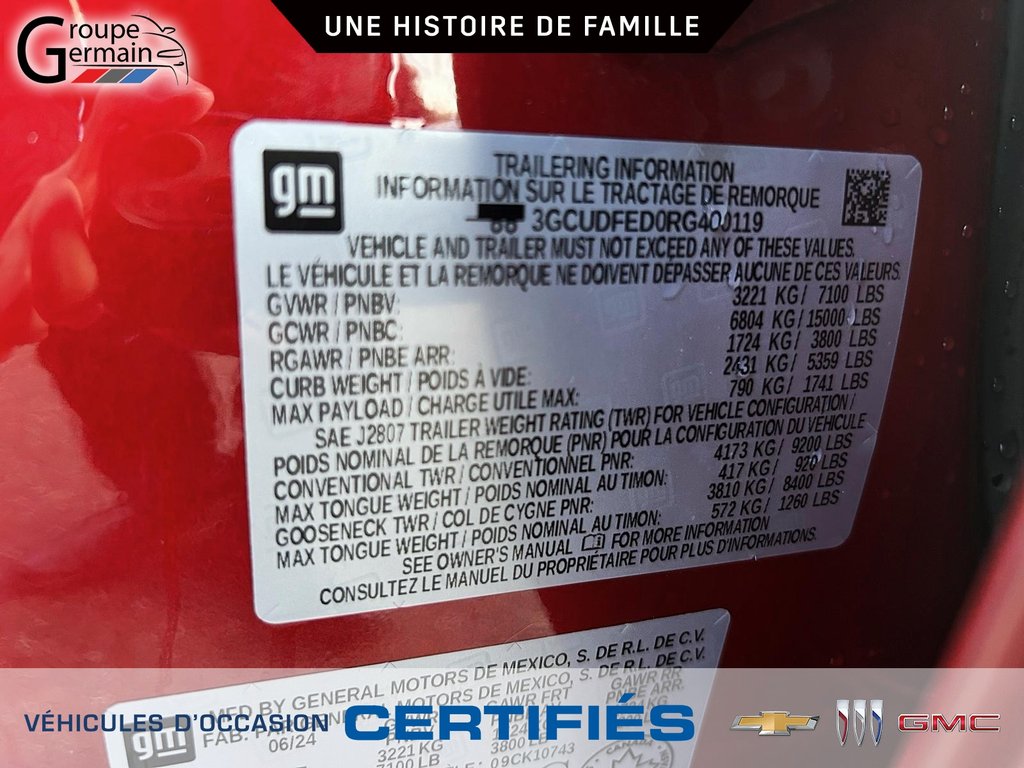 Groupe
Germain
UNE HISTOIRE DE FAMILLE
gm
TRAILERING INFORMATION
INFORMATION SUR LE TRACTAGE DE REMORQUE
3GCUDFED0RG400119
VEHICLE AND TRAILER MUST NOT EXCEED ANY OF THESE VALUES.
LE VÉHICULE ET LA REMORQUE NE DOIVENT DÉPASSER AUCUNE DE CES VALEURS.
GVWR / PNBV: 3221 KG / 7100 LBS
GCWR / PNBC: 6804 KG / 15000 LBS
RGAWR / PNBE ARR: 1724 KG / 3800 LBS
CURB WEIGHT / POIDS À VIDE: 2431 KG / 5359 LBS
MAX PAYLOAD / CHARGE UTILE MAX: 790 KG / 1741 LBS
SAE J2807 TRAILER WEIGHT RATING (TWR) FOR VEHICLE CONFIGURATION /
POIDS NOMINAL DE LA REMORQUE (PNR) POUR LA CONFIGURATION DU VÉHICULE
CONVENTIONAL TWR / CONVENTIONNEL PNR: 4173 KG / 9200 LBS
MAX TONGUE WEIGHT / POIDS NOMINAL AU TIMON: 417 KG / 920 LBS
GOOSENECK TWR / COL DE CYGNE PNR: 3810 KG / 8400 LBS
MAX TONGUE WEIGHT / POIDS NOMINAL AU TIMON: 572 KG / 1260 LBS
SEE OWNER'S MANUAL FOR MORE INFORMATION
CONSULTEZ LE MANUEL DU PROPRIÉTAIRE POUR PLUS D'INFORMATIONS.
MFD BY GENERAL MOTORS DE MEXICO, S. DE R.L. DE C.V.
FAB. PAR GENERAL MOTORS DE MEXICO, S. DE R.L. DE C.V.
gm
06/24
GAWR FRT
GAWR RR
3221 KG
7100 LB
3800 LB
09CK10743
CANADA
VÉHICULES D'OCCASION CERTIFIÉS
GMC